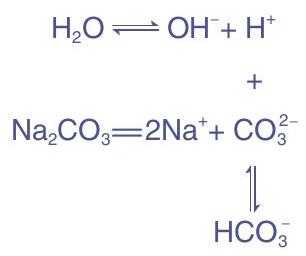 H₂O ⇌ OH⁻ + H⁺
+
Na₂CO₃ = 2Na⁺ + CO₃²⁻
⥮
HCO₃⁻